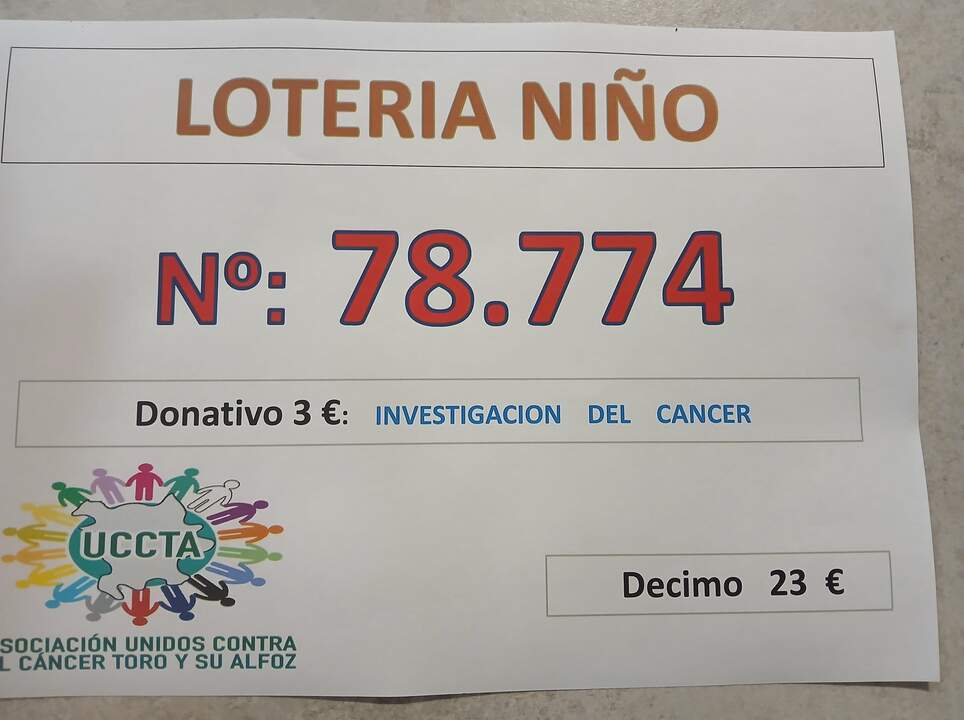 LOTERIA NIÑO
Nº: 78.774
Donativo 3 €: INVESTIGACION DEL CANCER
UCCTA
SOCIACIÓN UNIDOS CONTRA
L CÁNCER TORO Y SU ALFOZ
Decimo 23 €